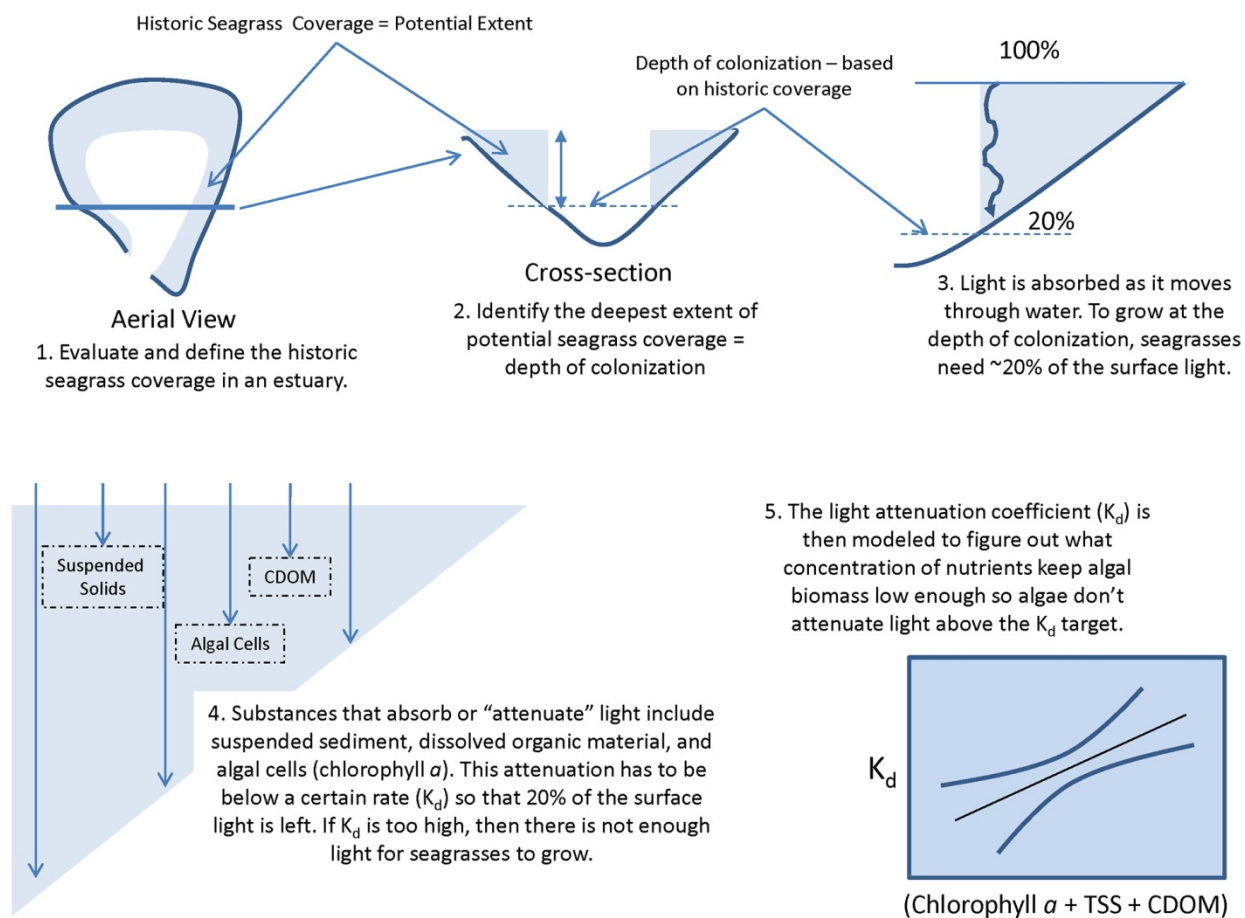 Historic Seagrass Coverage = Potential Extent
Depth of colonization – based
on historic coverage
100%
20%
Aerial View
1. Evaluate and define the historic
seagrass coverage in an estuary.
Cross-section
2. Identify the deepest extent of
potential seagrass coverage =
depth of colonization
3. Light is absorbed as it moves
through water. To grow at the
depth of colonization, seagrasses
need ~20% of the surface light.
Suspended
Solids
Algal Cells
CDOM
4. Substances that absorb or “attenuate” light include
suspended sediment, dissolved organic material, and
algal cells (chlorophyll a). This attenuation has to be
below a certain rate (Kd) so that 20% of the surface
light is left. If Kd is too high, then there is not enough
light for seagrasses to grow.
5. The light attenuation coefficient (Kd) is
then modeled to figure out what
concentration of nutrients keep algal
biomass low enough so algae don’t
attenuate light above the Kd target.
Kd
(Chlorophyll a + TSS + CDOM)